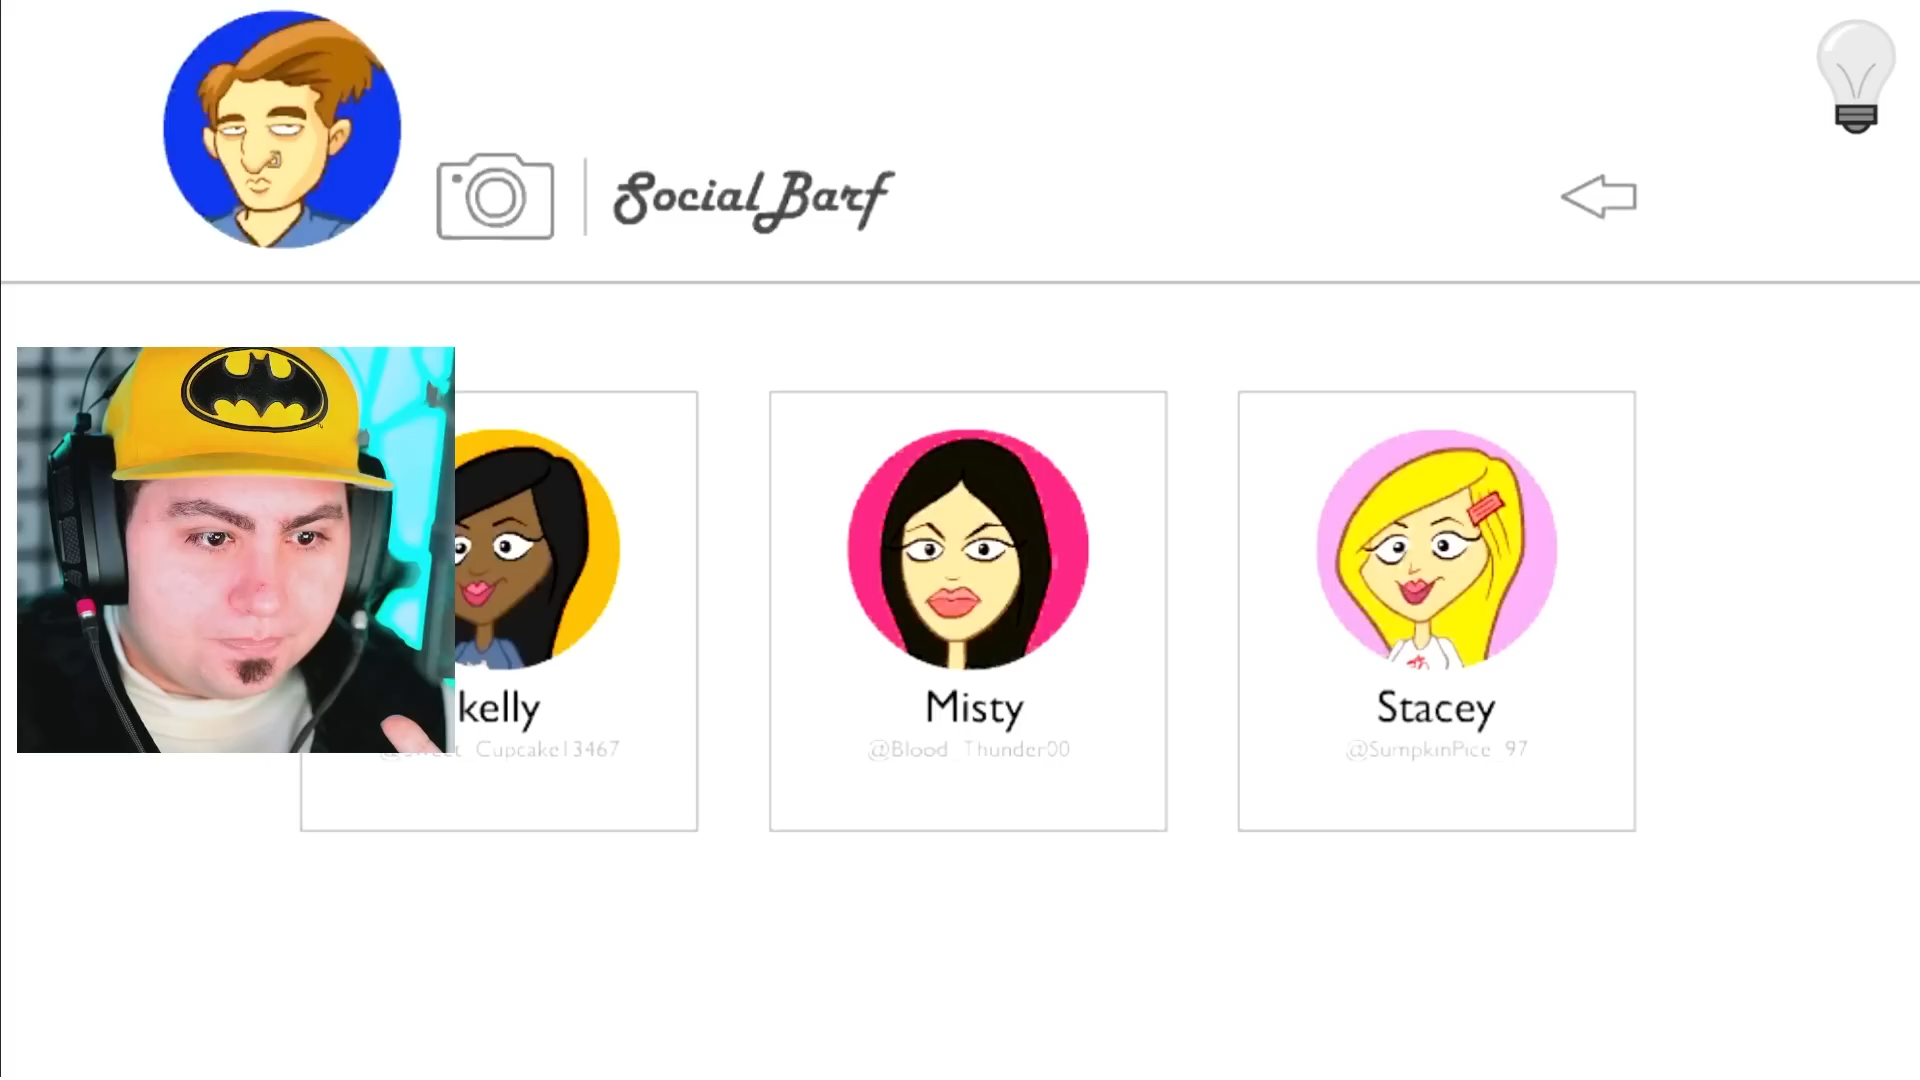 Social Barf
kelly
Misty
Stacey
Cupcake13467
@Blood_Thunder00
@SumpkinPice_97